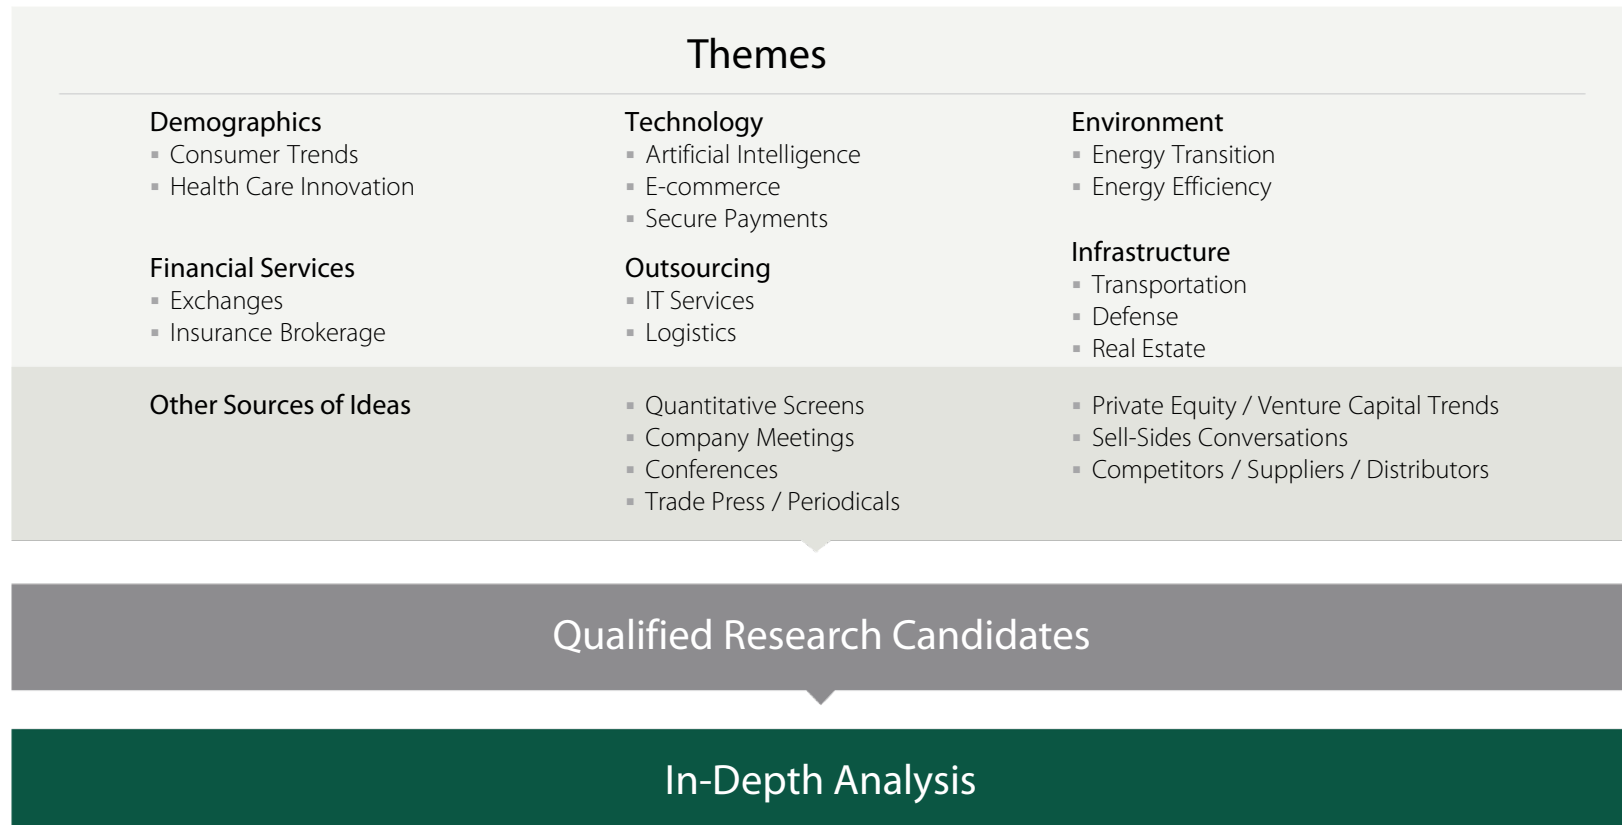 Themes
Demographics
▪ Consumer Trends
▪ Health Care Innovation
Technology
▪ Artificial Intelligence
▪ E-commerce
▪ Secure Payments
Environment
▪ Energy Transition
▪ Energy Efficiency
Financial Services
▪ Exchanges
▪ Insurance Brokerage
Outsourcing
▪ IT Services
▪ Logistics
Infrastructure
▪ Transportation
▪ Defense
▪ Real Estate
Other Sources of Ideas
▪ Quantitative Screens
▪ Company Meetings
▪ Conferences
▪ Trade Press / Periodicals
▪ Private Equity / Venture Capital Trends
▪ Sell-Sides Conversations
▪ Competitors / Suppliers / Distributors
Qualified Research Candidates
In-Depth Analysis